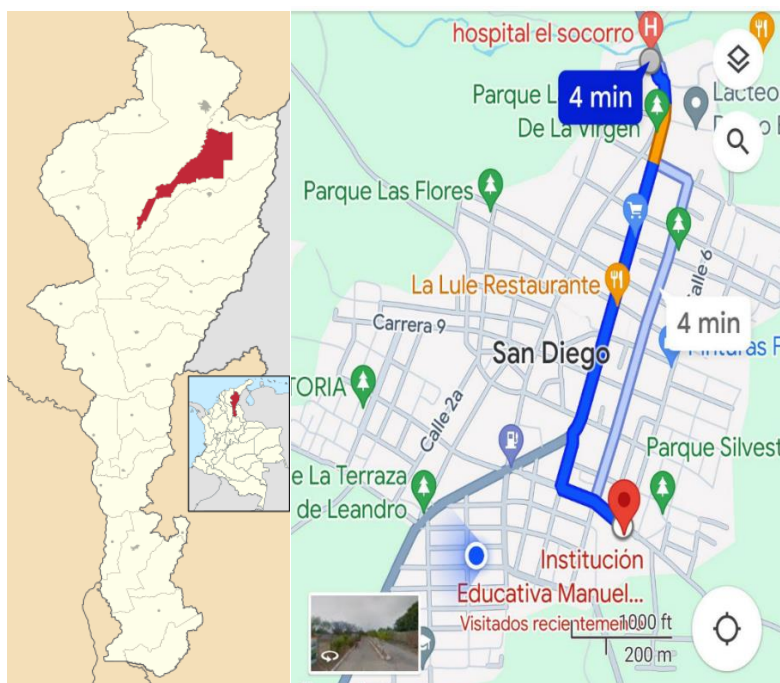 hospital el socorro
H
4 min
Parque L
De La Virgen
Lacteo
Parque Las Flores
La Lule Restaurante
Calle 6
4 min
Carrera 9
San Diego
Pinturas F
TORIA
Calle 2a
Parque Silvest
e La Terraza
de Leandro
Institución
Educativa Manuel...
Visitados recientemen
1000 ft
200 m